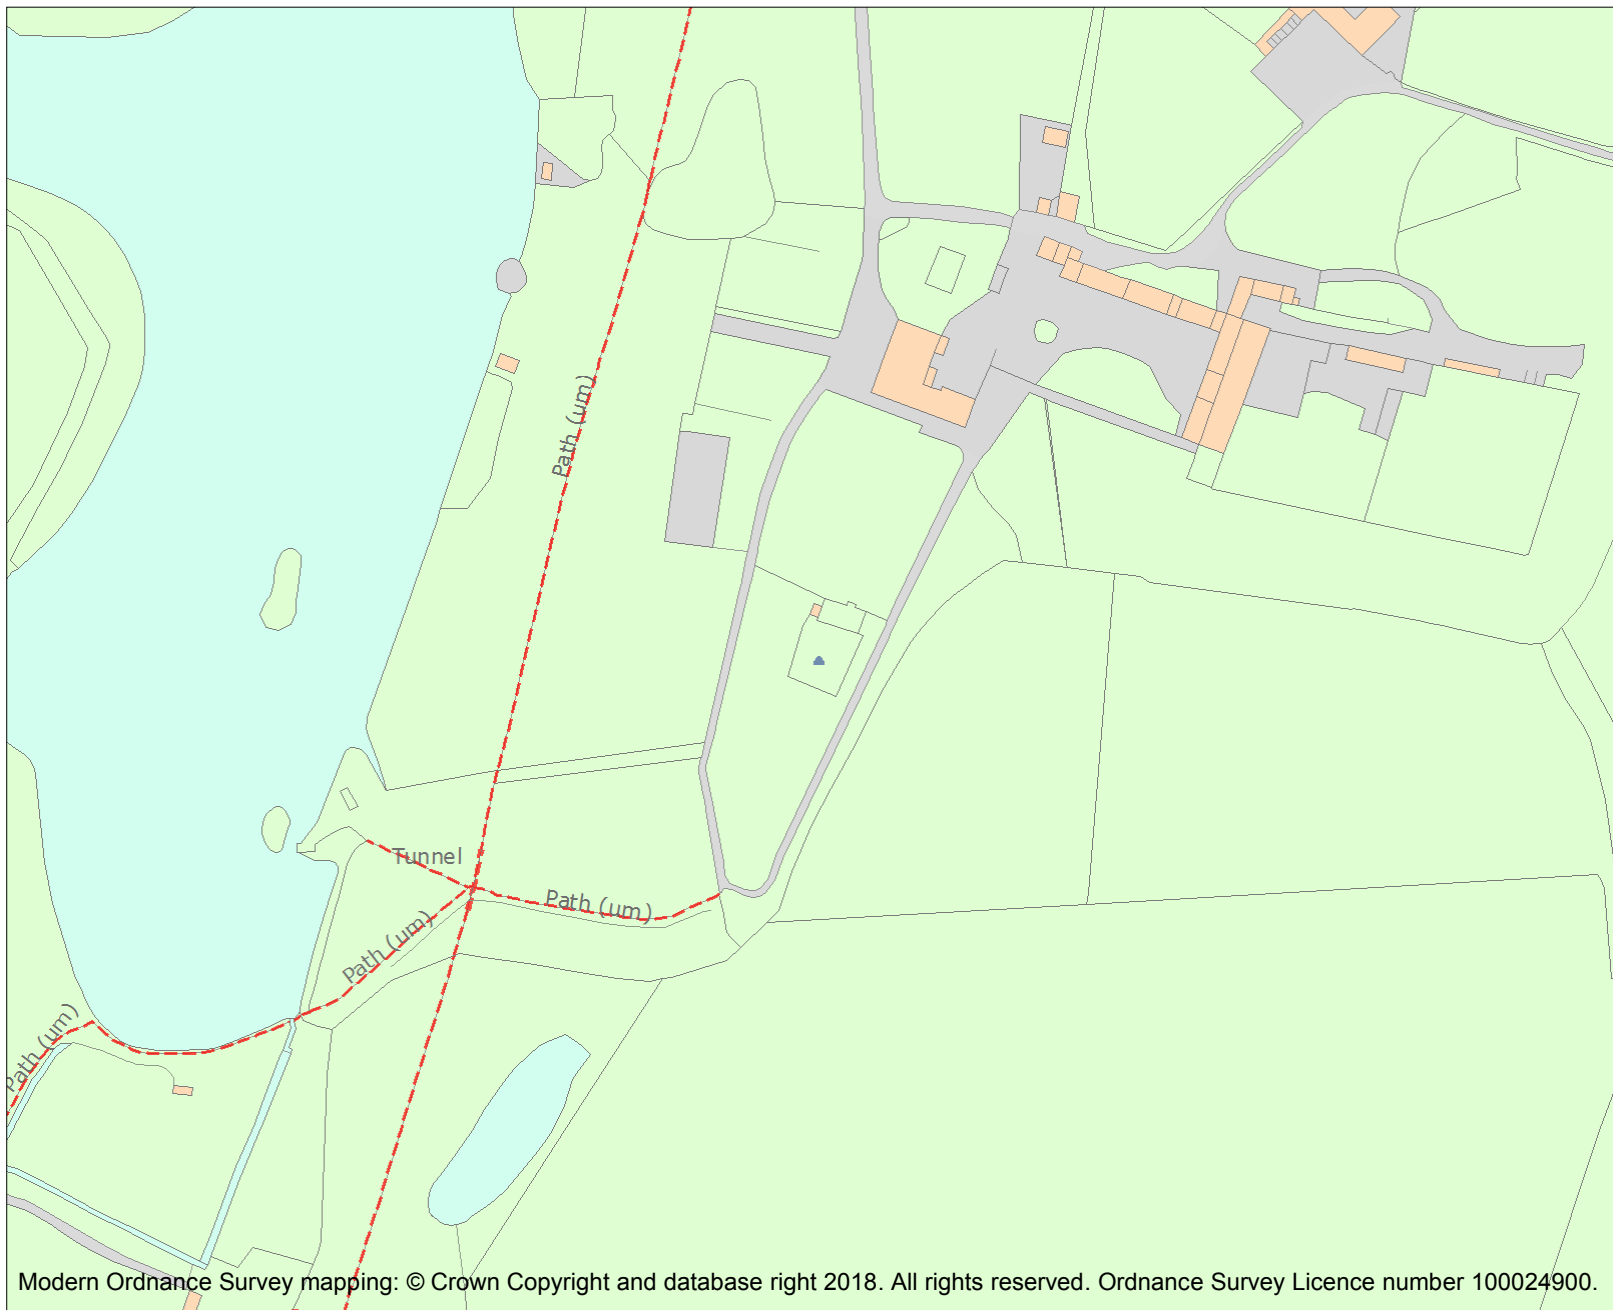 Path (um)
Tunnel
Path (um)
Path (um)
Path (um)
Modern Ordnance Survey mapping: © Crown Copyright and database right 2018. All rights reserved. Ordnance Survey Licence number 100024900.